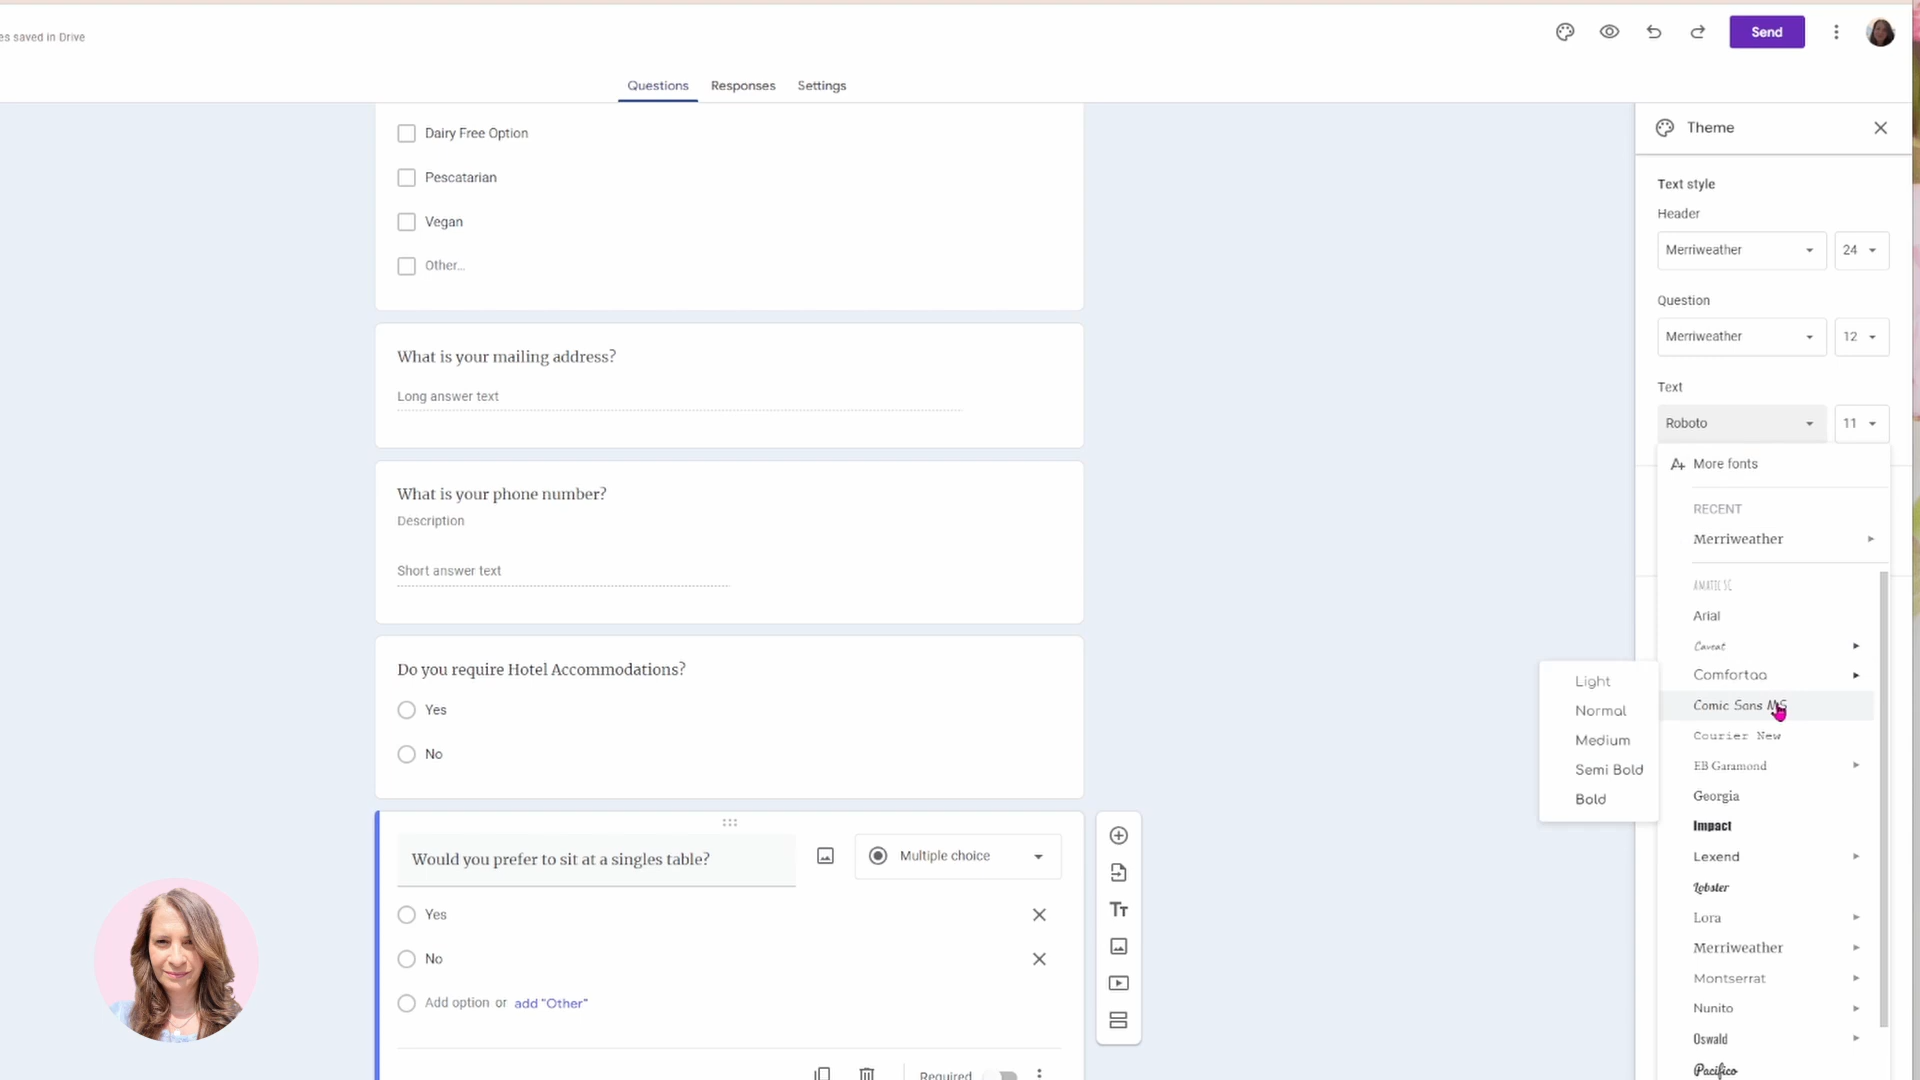 es saved in Drive
Send
Questions
Responses
Settings
Dairy Free Option
Pescatarian
Vegan
Other...
What is your mailing address?
Long answer text
What is your phone number?
Description
Short answer text
Do you require Hotel Accommodations?
Yes
No
Would you prefer to sit at a singles table?
Multiple choice
Yes
No
Add option or add "Other"
Required
Tт
Theme
Text style
Header
Merriweather
24
Question
Merriweather
12
Text
Roboto
11
More fonts
RECENT
Merriweather
AMATIC SC
Arial
Caveat
Comfortaa
Comic Sans MS
Courier New
EB Garamond
Georgia
Impact
Lexend
Lobster
Lora
Merriweather
Montserrat
Nunito
Oswald
Pacifico
Light
Normal
Medium
Semi Bold
Bold